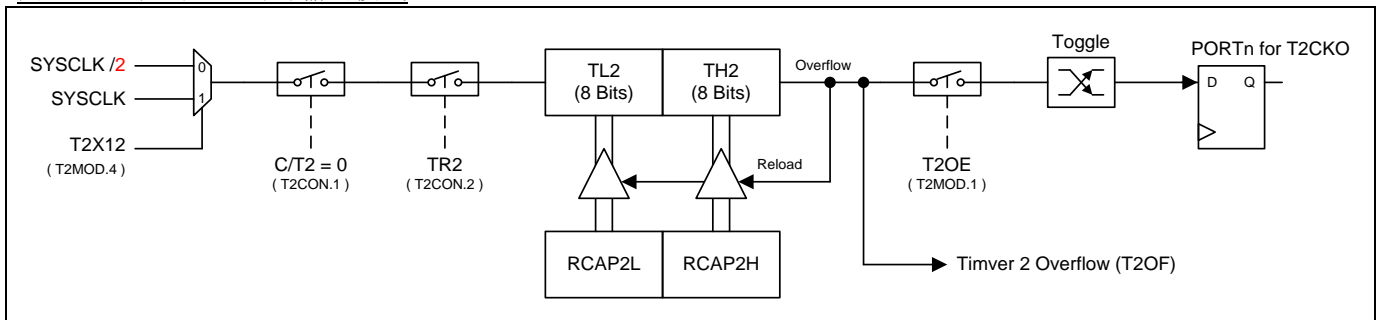 Toggle
PORTn for T2CKO
SYSCLK /2
SYSCLK
T2X12
( T2MOD.4 )
0
1
C/T2 = 0
( T2CON.1 )
TR2
( T2CON.2 )
TL2
(8 Bits)
TH2
(8 Bits)
Overflow
Reload
T2OE
( T2MOD.1 )
D
Q
RCAP2L
RCAP2H
Timver 2 Overflow (T2OF)